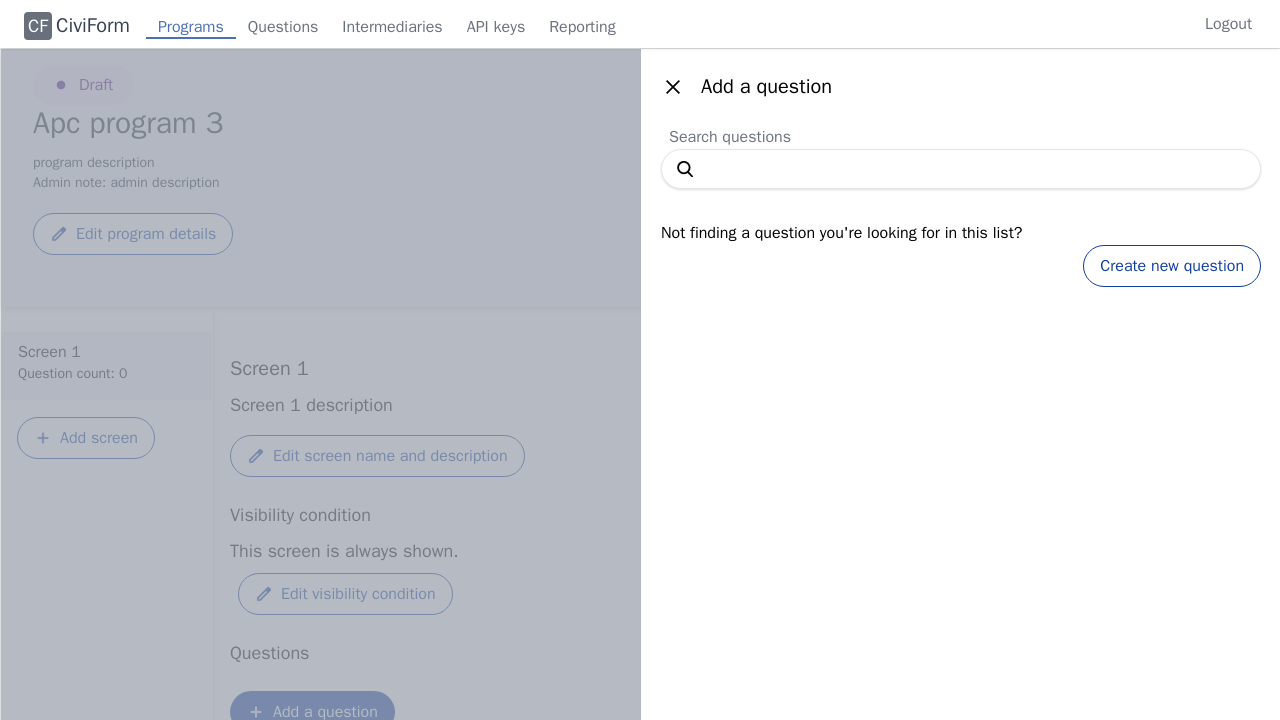 CF CiviForm Programs Questions Intermediaries API keys Reporting Logout
Draft
Apc program 3
program description
Admin note: admin description
Edit program details
Screen 1
Question count: 0
Add screen
Screen 1
Screen 1 description
Edit screen name and description
Visibility condition
This screen is always shown.
Edit visibility condition
Questions
Add a question
Add a question
Search questions
Not finding a question you're looking for in this list?
Create new question